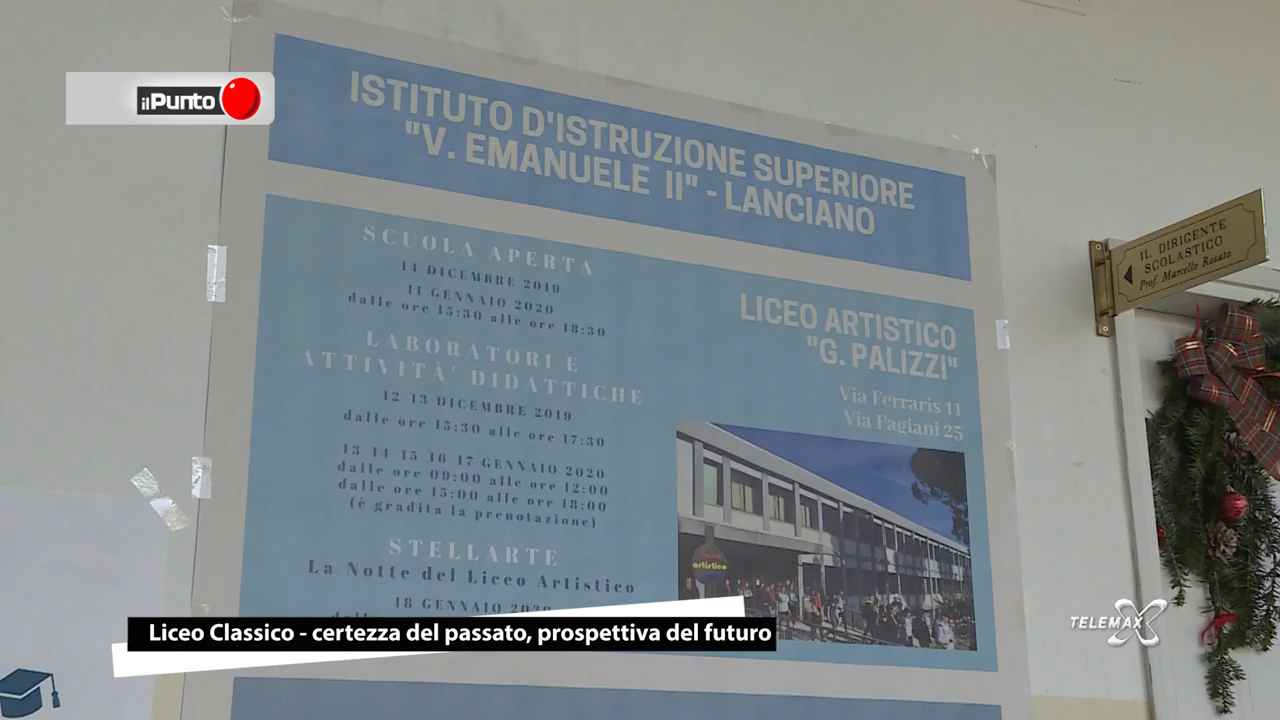 ilPunto
ISTITUTO D'ISTRUZIONE SUPERIORE
"V. EMANUELE II" - LANCIANO
SCUOLA APERTA
14 DICEMBRE 2019
11 GENNAIO 2020
dalle ore 15:30 alle ore 18:30
LABORATORI E
ATTIVITÀ' DIDATTICHE
12-13 DICEMBRE 2019
dalle ore 15:30 alle ore 17:30
13-14-15-16-17 GENNAIO 2020
dalle ore 09:00 alle ore 12:00
dalle ore 15:00 alle ore 18:00
(è gradita la prenotazione)
STELLARTE
La Notte del Liceo Artistico
18 GENNAIO 2020
LICEO ARTISTICO
"G. PALIZZI"
Via Ferraris 11
Via Fagiani 25
artistico
IL DIRIGENTE
SCOLASTICO
Prof. Marcello Rosato
Liceo Classico - certezza del passato, prospettiva del futuro
TELEMAX